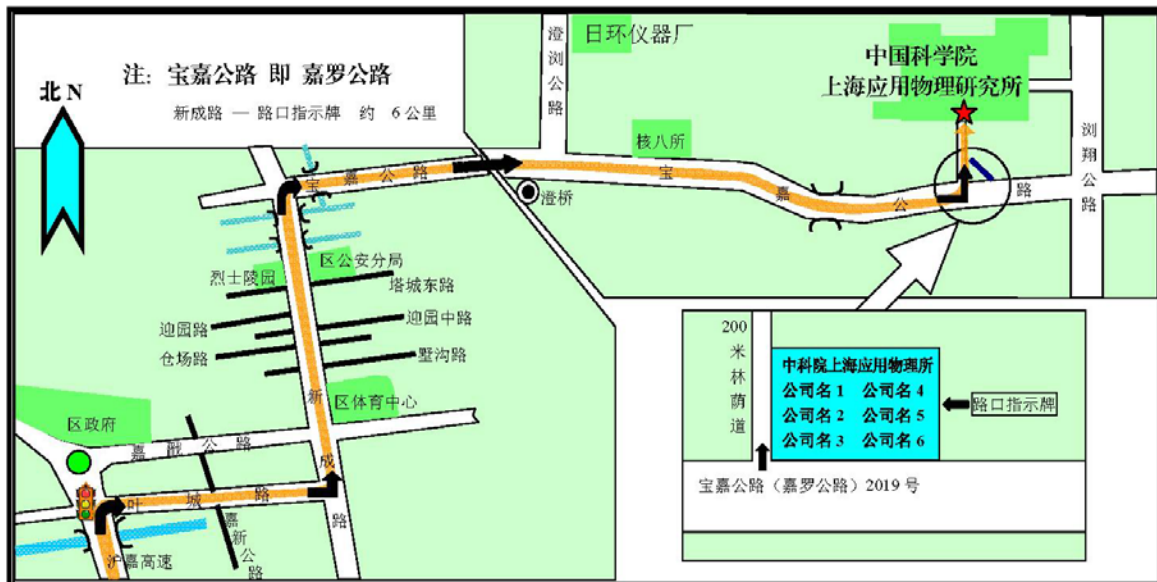 注: 宝嘉公路 即 嘉罗公路
新成路 — 路口指示牌 约 6公里
北 N
澄浏公路
日环仪器厂
中国科学院
上海应用物理研究所
核八所
浏翔公路
宝嘉公路
宝嘉公路
澄桥
区公安分局
烈士陵园
塔城东路
迎园路
迎园中路
仓场路
墅沟路
新成路
区体育中心
区政府
嘉戬公路
叶城路
嘉新公路
沪嘉高速
200米林荫道
中科院上海应用物理所
公司名1 公司名4
公司名2 公司名5
公司名3 公司名6
路口指示牌
宝嘉公路（嘉罗公路）2019号